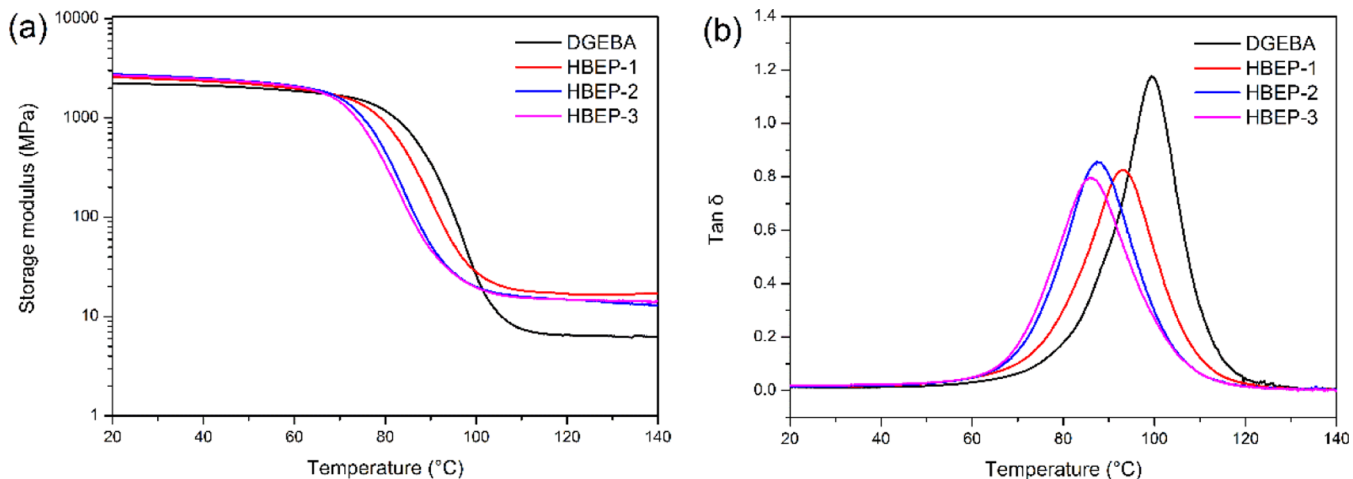 (a)
10000
1000
100
10
1
Storage modulus (MPa)
DGEBA
HBEP-1
HBEP-2
HBEP-3
20
40
60
80
100
120
140
Temperature (°C)
(b)
1.4
1.2
1.0
0.8
0.6
0.4
0.2
0.0
Tan δ
DGEBA
HBEP-1
HBEP-2
HBEP-3
20
40
60
80
100
120
140
Temperature (°C)